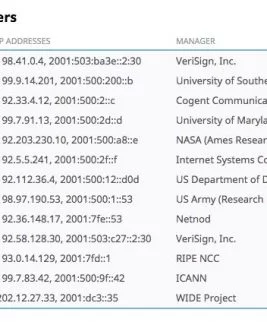 ers
P ADDRESSES MANAGER
98.41.0.4, 2001:503:ba3e::2:30 VeriSign, Inc.
99.9.14.201, 2001:500:200::b University of Southe
92.33.4.12, 2001:500:2::c Cogent Communica
99.7.91.13, 2001:500:2d::d University of Maryla
92.203.230.10, 2001:500:a8::e NASA (Ames Researc
92.5.5.241, 2001:500:2f::f Internet Systems Co
92.112.36.4, 2001:500:12::d0d US Department of D
98.97.190.53, 2001:500:1::53 US Army (Research
92.36.148.17, 2001:7fe::53 Netnod
92.58.128.30, 2001:503:c27::2:30 VeriSign, Inc.
93.0.14.129, 2001:7fd::1 RIPE NCC
99.7.83.42, 2001:500:9f::42 ICANN
202.12.27.33, 2001:dc3::35 WIDE Project